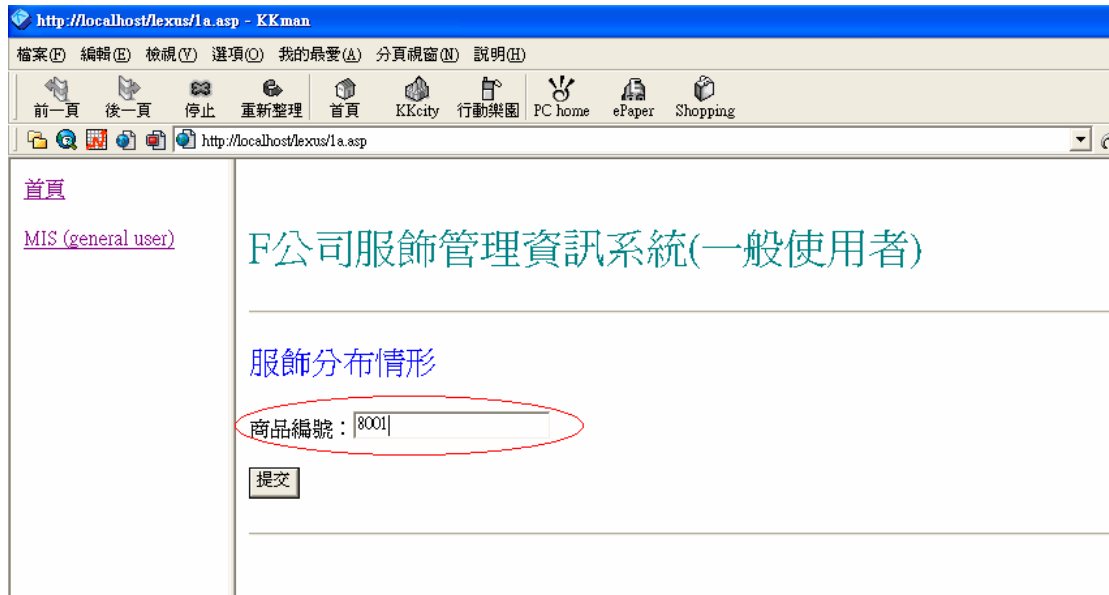 http://localhost/lexus/1a.asp - KKman
檔案(F) 編輯(E) 檢視(V) 選項(O) 我的最愛(A) 分頁視窗(N) 說明(H)
前一頁 後一頁 停止 重新整理 首頁 KKcity 行動樂園 PC home ePaper Shopping
http://localhost/lexus/1a.asp
首頁
MIS (general user)
F公司服飾管理資訊系統(一般使用者)
服飾分布情形
商品編號：8001
提交